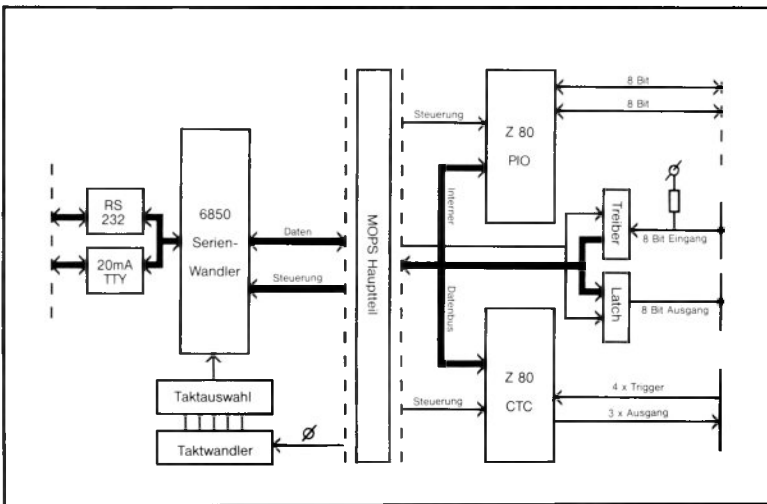 RS
232
20mA
TTY
6850
Serien-
Wandler
Taktauswahl
Taktwandler
Daten
Steuerung
Ø
MOPS Hauptteil
Steuerung
Interner
Datenbus
Steuerung
Z 80
PIO
8 Bit
8 Bit
Treiber
8 Bit Eingang
Latch
8 Bit Ausgang
Z 80
CTC
4 x Trigger
3 x Ausgang